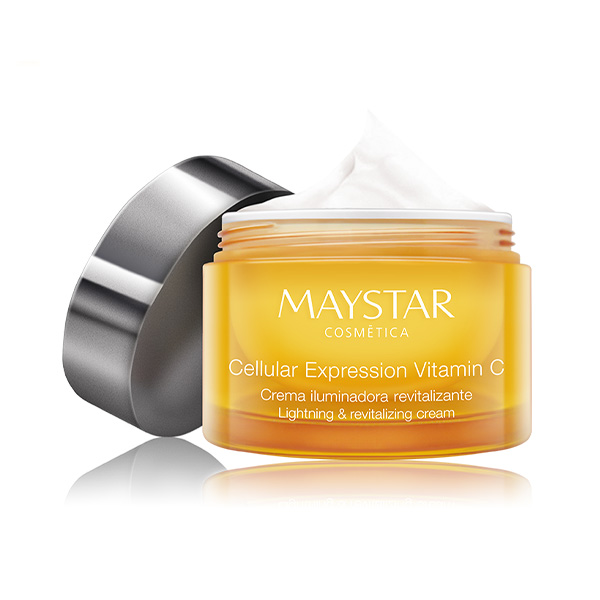 MAYSTAR
COSMÉTICA
Cellular Expression Vitamin C
Crema iluminadora revitalizante
Lightning & revitalizing cream